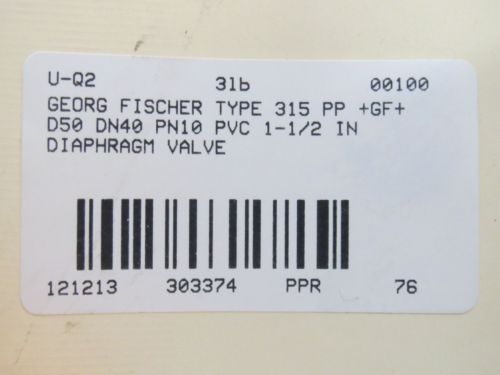 U-Q2 3lb 00100
GEORG FISCHER TYPE 315 PP +GF+
D50 DN40 PN10 PVC 1-1/2 IN
DIAPHRAGM VALVE
121213 303374 PPR 76